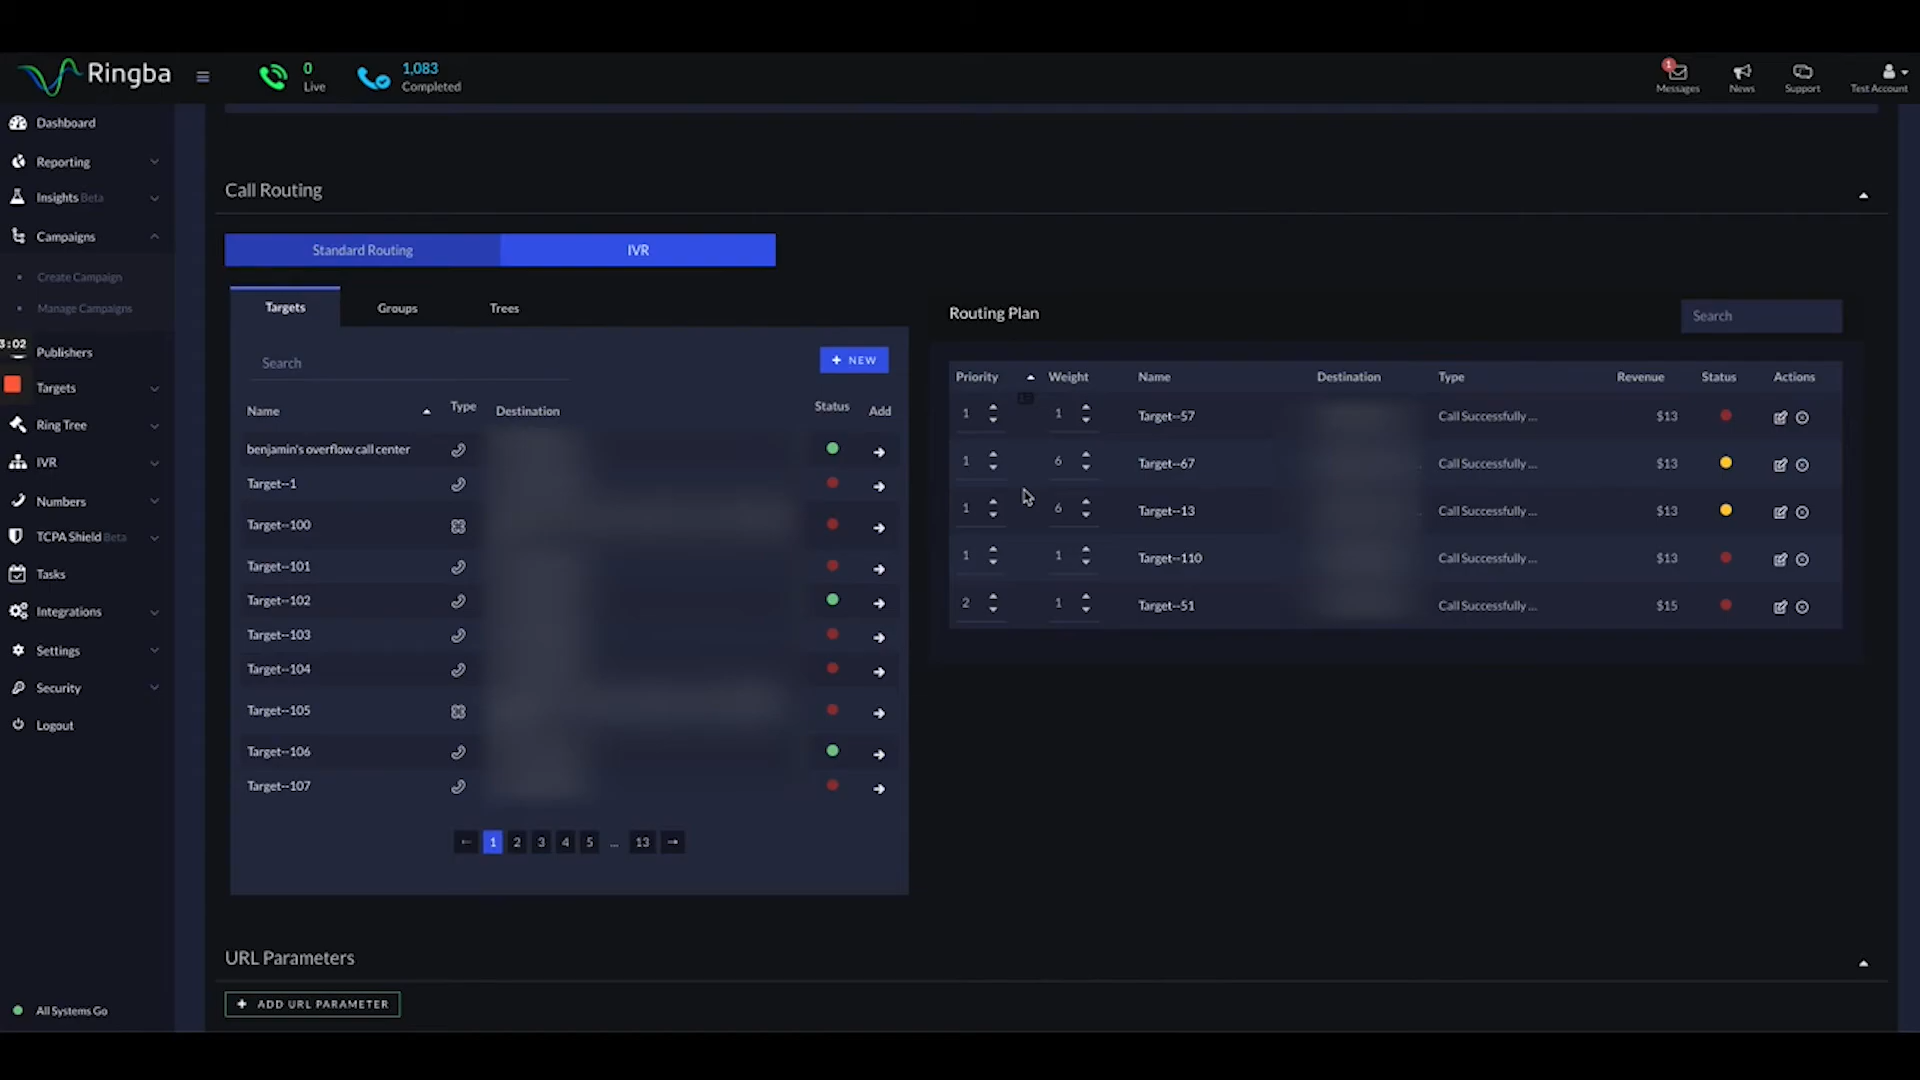 Ringba
0
Live
1,083
Completed
1
Messages
News
Support
Test Account
Dashboard
Reporting
Insights Beta
Campaigns
Create Campaign
Manage Campaigns
3:02
Publishers
Targets
Ring Tree
IVR
Numbers
TCPA Shield Beta
Tasks
Integrations
Settings
Security
Logout
All Systems Go
Call Routing
Standard Routing
IVR
Targets Groups Trees
Search
+ NEW
Name Type Destination Status Add
benjamin's overflow call center
Target--1
Target--100
Target--101
Target--102
Target--103
Target--104
Target--105
Target--106
Target--107
← 1 2 3 4 5 ... 13 →
Routing Plan
Search
Priority Weight Name Destination Type Revenue Status Actions
1 1 Target--57 Call Successfully ... $13
1 6 Target--67 Call Successfully ... $13
1 6 Target--13 Call Successfully ... $13
1 1 Target--110 Call Successfully ... $13
2 1 Target--51 Call Successfully ... $15
URL Parameters
+ ADD URL PARAMETER